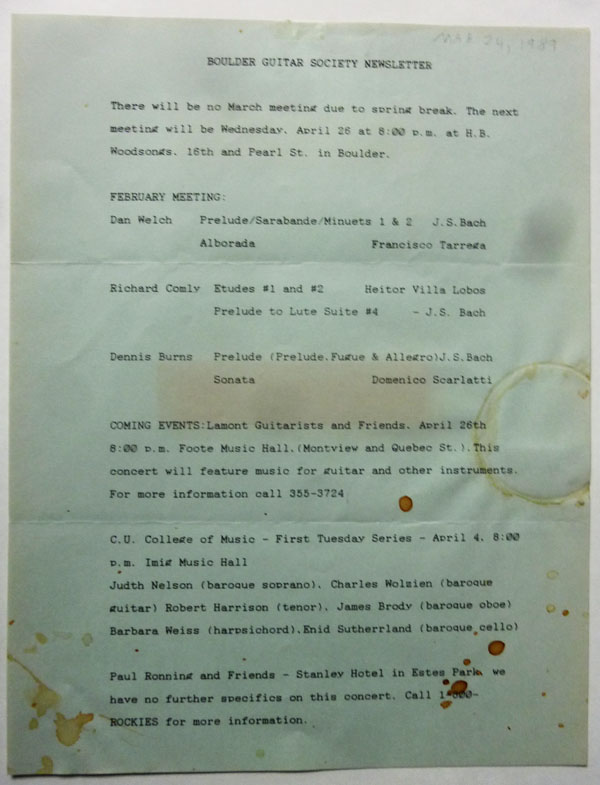 MAR 24, 1989
BOULDER GUITAR SOCIETY NEWSLETTER
There will be no March meeting due to spring break. The next
meeting will be Wednesday. April 26 at 8:00 p.m. at H.B.
Woodsongs. 16th and Pearl St. in Boulder.
FEBRUARY MEETING:
Dan Welch Prelude/Sarabande/Minuets 1 & 2 J.S.Bach
Alborada Francisco Tarrega
Richard Comly Etudes #1 and #2 Heitor Villa Lobos
Prelude to Lute Suite #4 - J.S. Bach
Dennis Burns Prelude (Prelude.Fugue & Allegro)J.S.Bach
Sonata Domenico Scarlatti
COMING EVENTS:Lamont Guitarists and Friends. April 26th
8:00 p.m. Foote Music Hall.(Montview and Quebec St.).This
concert will feature music for guitar and other instruments.
For more information call 355-3724
C.U. College of Music - First Tuesday Series - April 4. 8:00
p.m. Imig Music Hall
Judth Nelson (baroque soprano). Charles Wolzien (baroque
guitar) Robert Harrison (tenor). James Brody (baroque oboe)
Barbara Weiss (harpsichord).Enid Sutherrland (baroque cello)
Paul Ronning and Friends - Stanley Hotel in Estes Park. we
have no further specifics on this concert. Call
ROCKIES for more information.